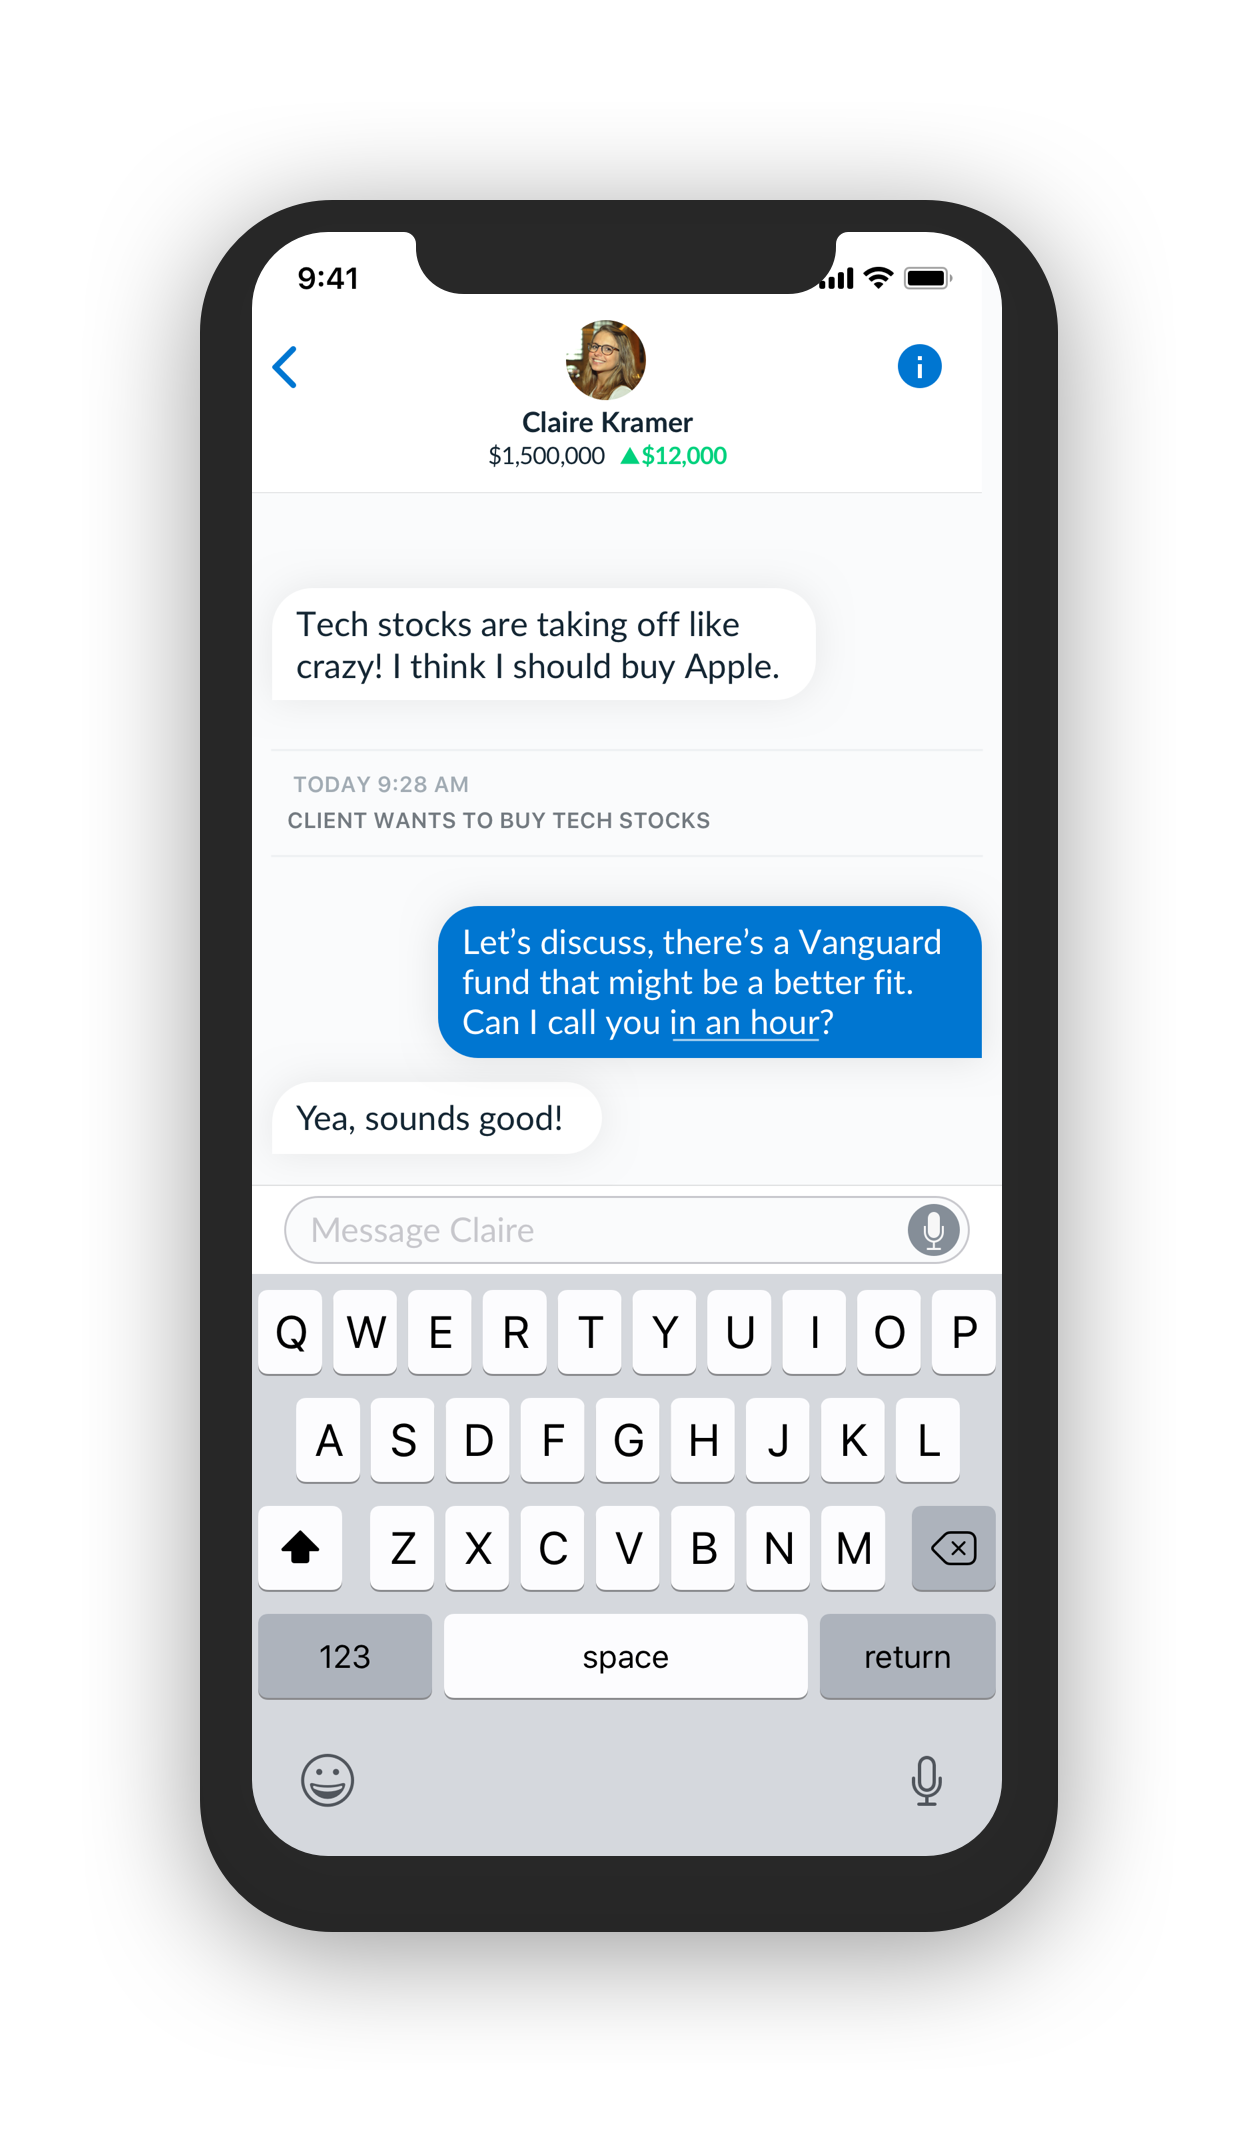 9:41
Claire Kramer
$1,500,000 ▲$12,000
Tech stocks are taking off like
crazy! I think I should buy Apple.
TODAY 9:28 AM
CLIENT WANTS TO BUY TECH STOCKS
Let’s discuss, there’s a Vanguard
fund that might be a better fit.
Can I call you in an hour?
Yea, sounds good!
Message Claire
Q W E R T Y U I O P
A S D F G H J K L
Z X C V B N M
123 space return